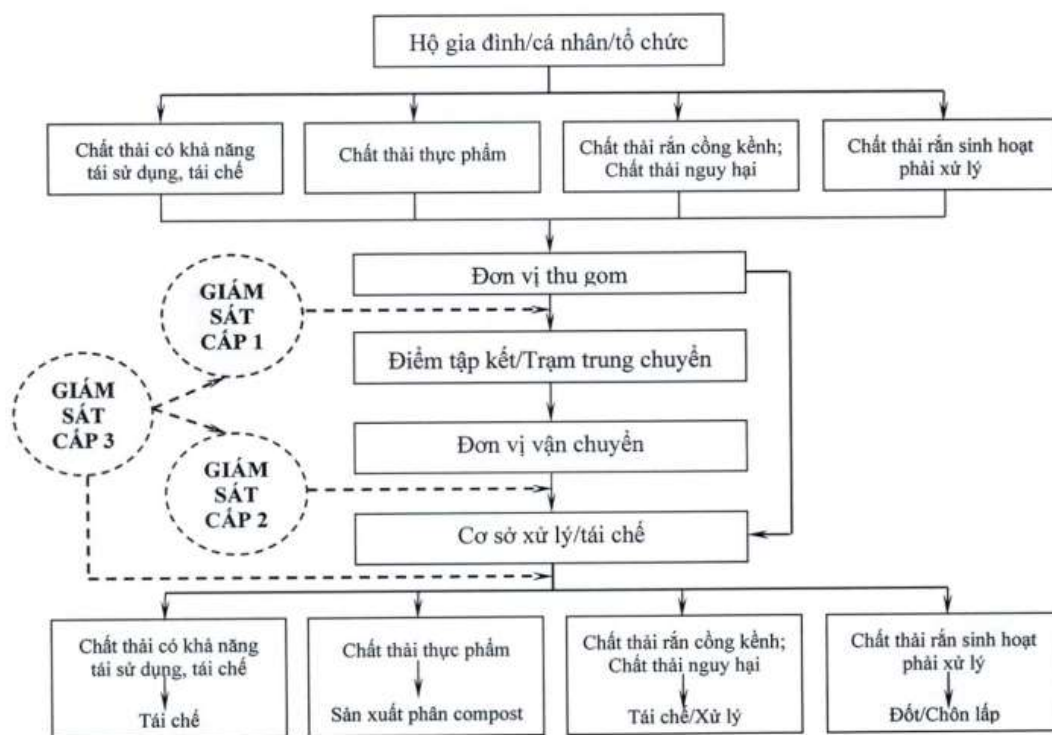 Hộ gia đình/cá nhân/tổ chức
Chất thải có khả năng
tái sử dụng, tái chế
Chất thải thực phẩm
Chất thải rắn cồng kềnh;
Chất thải nguy hại
Chất thải rắn sinh hoạt
phải xử lý
Đơn vị thu gom
GIÁM
SÁT
CẤP 1
Điểm tập kết/Trạm trung chuyển
GIÁM
SÁT
CẤP 3
Đơn vị vận chuyển
GIÁM
SÁT
CẤP 2
Cơ sở xử lý/tái chế
Chất thải có khả năng
tái sử dụng, tái chế
Tái chế
Chất thải thực phẩm
Sản xuất phân compost
Chất thải rắn cồng kềnh;
Chất thải nguy hại
Tái chế/Xử lý
Chất thải rắn sinh hoạt
phải xử lý
Đốt/Chôn lấp